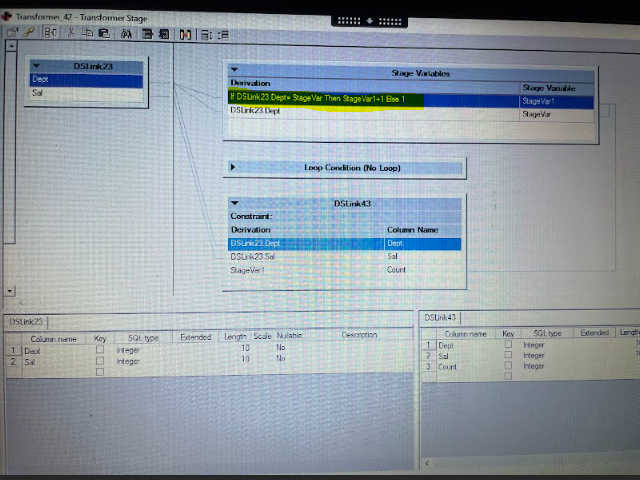 Transformer_42 - Transformer Stage
DSLink23
Dept
Sal
Stage Variables
Derivation Stage Variable
If DSLink23.Dept= StageVar Then StageVar1+1 Else 1 StageVar1
DSLink23.Dept StageVar
Loop Condition (No Loop)
DSLink43
Constraint:
Derivation Column Name
DSLink23.Dept Dept
DSLink23.Sal Sal
StageVar1 Count
DSLink23
Column name Key SQL type Extended Length Scale Nullable Description
1 Dept Integer 10 No
2 Sal Integer 10 No
DSLink43
Column name Key SQL type Extended Length
1 Dept Integer
2 Sal Integer
3 Count Integer